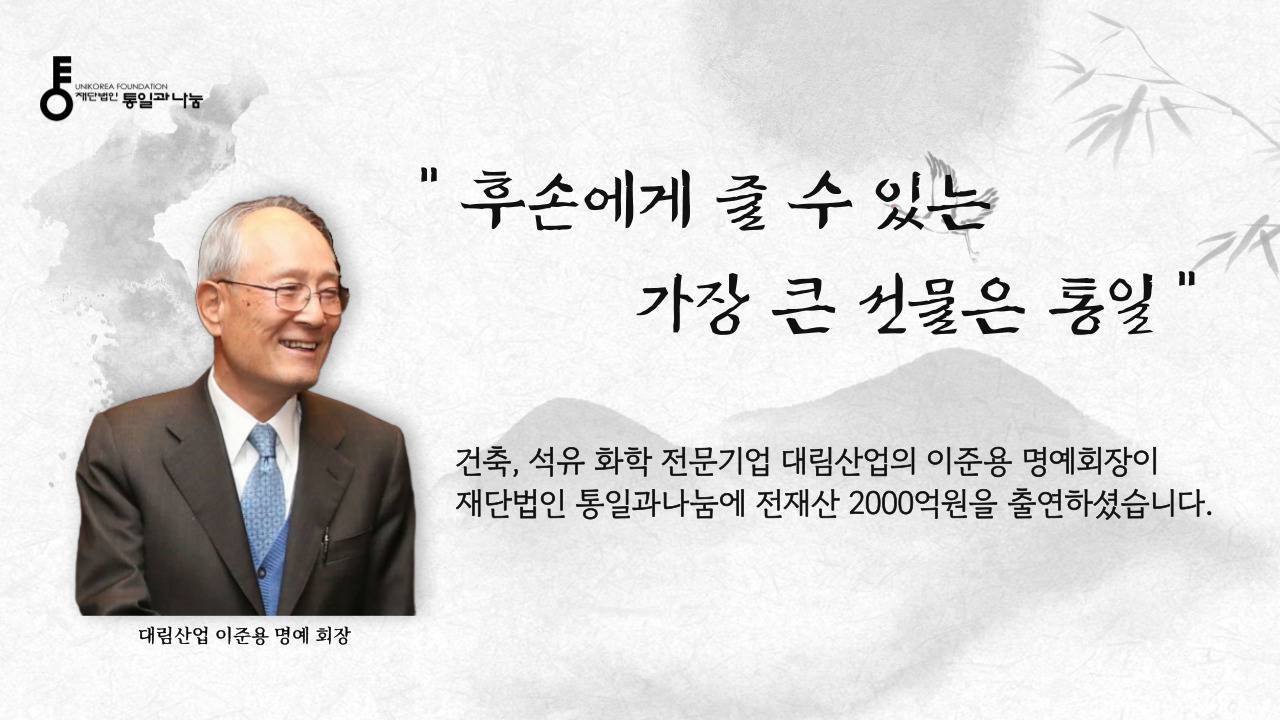 UNIKOREA FOUNDATION
재단법인 통일과나눔
" 후손에게 줄 수 있는
가장 큰 선물은 통일 "
건축, 석유 화학 전문기업 대림산업의 이준용 명예회장이
재단법인 통일과나눔에 전재산 2000억원을 출연하셨습니다.
대림산업 이준용 명예 회장